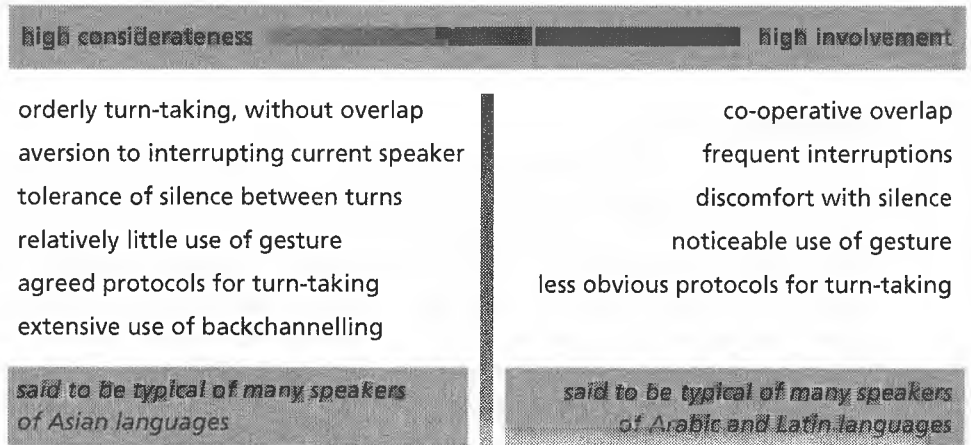 high considerateness high involvement
orderly turn-taking, without overlap
aversion to interrupting current speaker
tolerance of silence between turns
relatively little use of gesture
agreed protocols for turn-taking
extensive use of backchannelling
said to be typical of many speakers
of Asian languages
co-operative overlap
frequent interruptions
discomfort with silence
noticeable use of gesture
less obvious protocols for turn-taking
said to be typical of many speakers
of Arabic and Latin languages